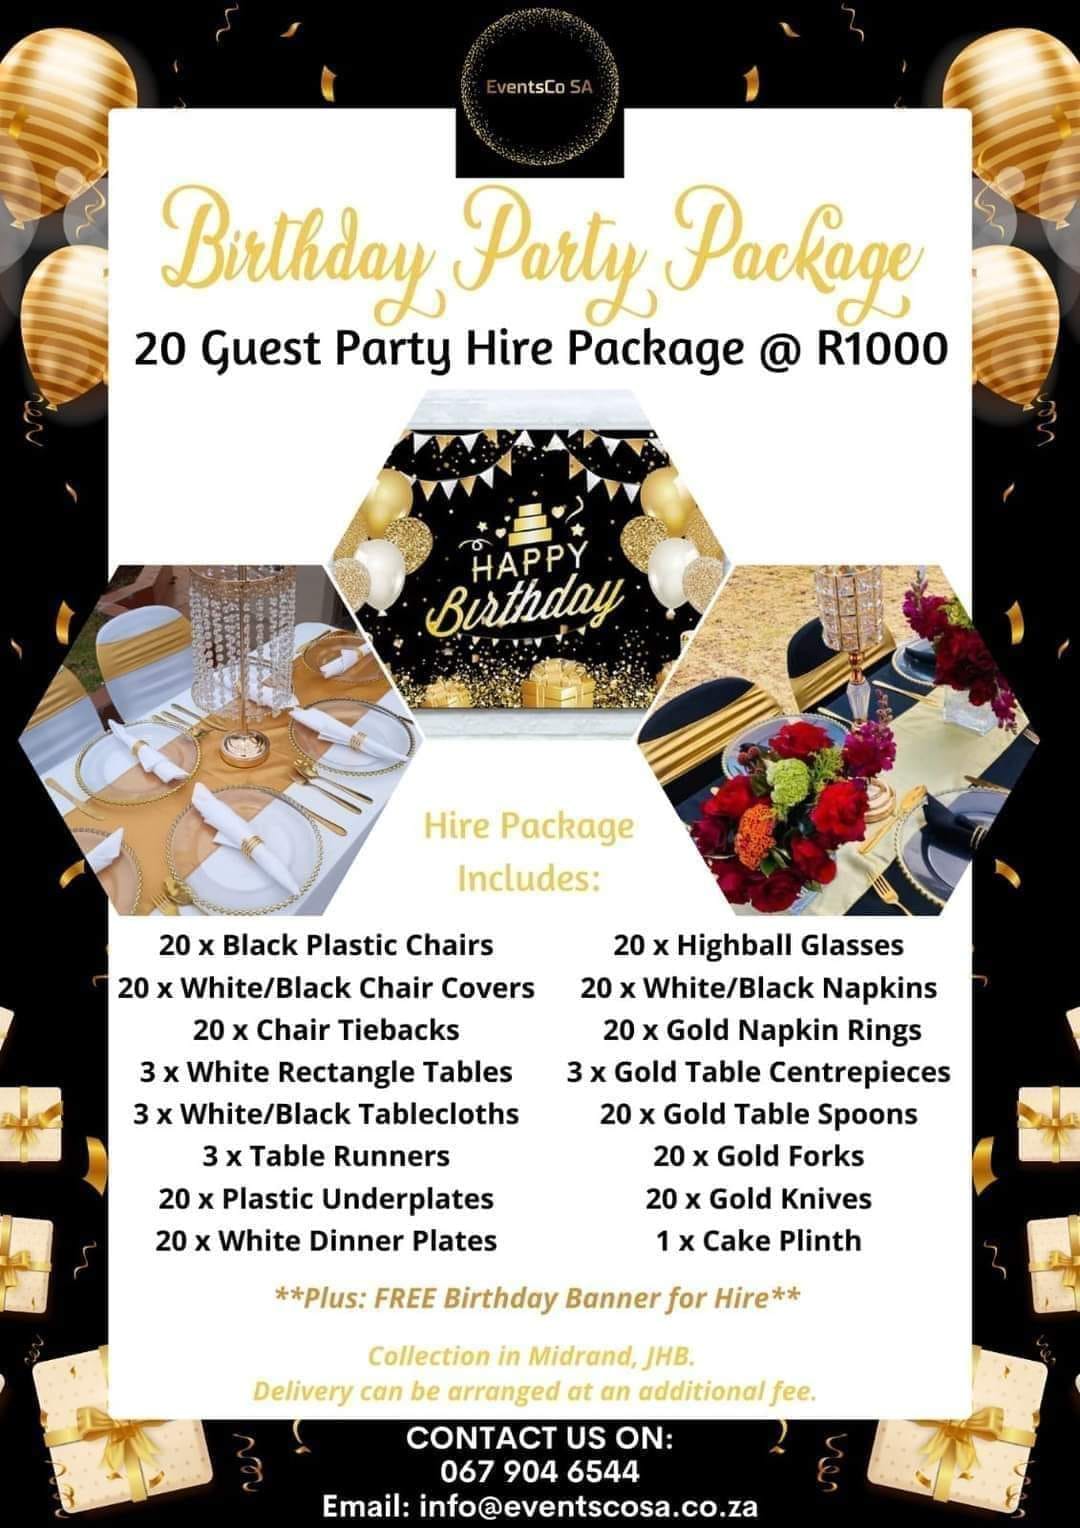 EventsCo SA
Birthday Party Package
20 Guest Party Hire Package @ R1000
HAPPY
Birthday
Hire Package
Includes:
20 x Black Plastic Chairs
20 x White/Black Chair Covers
20 x Chair Tiebacks
3 x White Rectangle Tables
3 x White/Black Tablecloths
3 x Table Runners
20 x Plastic Underplates
20 x White Dinner Plates
20 x Highball Glasses
20 x White/Black Napkins
20 x Gold Napkin Rings
3 x Gold Table Centrepieces
20 x Gold Table Spoons
20 x Gold Forks
20 x Gold Knives
1 x Cake Plinth
**Plus: FREE Birthday Banner for Hire**
Collection in Midrand, JHB.
Delivery can be arranged at an additional fee.
CONTACT US ON:
067 904 6544
Email: info@eventscosa.co.za